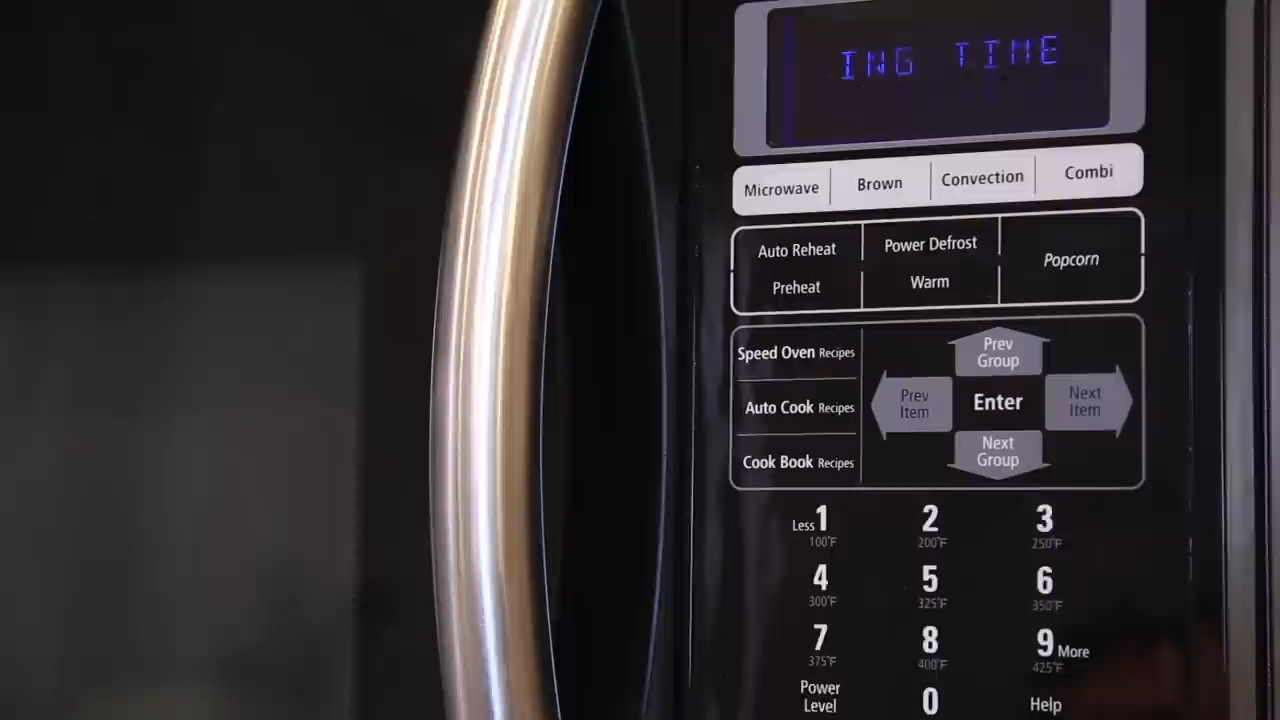 ING TIME
Microwave Brown Convection Combi
Auto Reheat Power Defrost Popcorn
Preheat Warm
Speed Oven Recipes
Auto Cook Recipes
Cook Book Recipes
Prev Group
Prev Item Enter Next Item
Next Group
Less 1 2 3
100°F 200°F 250°F
4 5 6
300°F 325°F 350°F
7 8 9 More
375°F 400°F 425°F
Power Level 0 Help